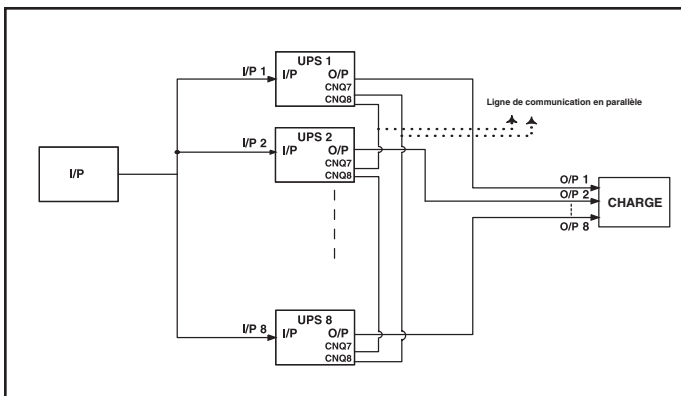 UPS 1
I/P 1
I/P O/P
CNQ7
CNQ8
Ligne de communication en parallèle
UPS 2
I/P 2
I/P O/P
CNQ7
CNQ8
I/P
O/P 1
O/P 2
CHARGE
O/P 8
UPS 8
I/P 8
I/P O/P
CNQ7
CNQ8